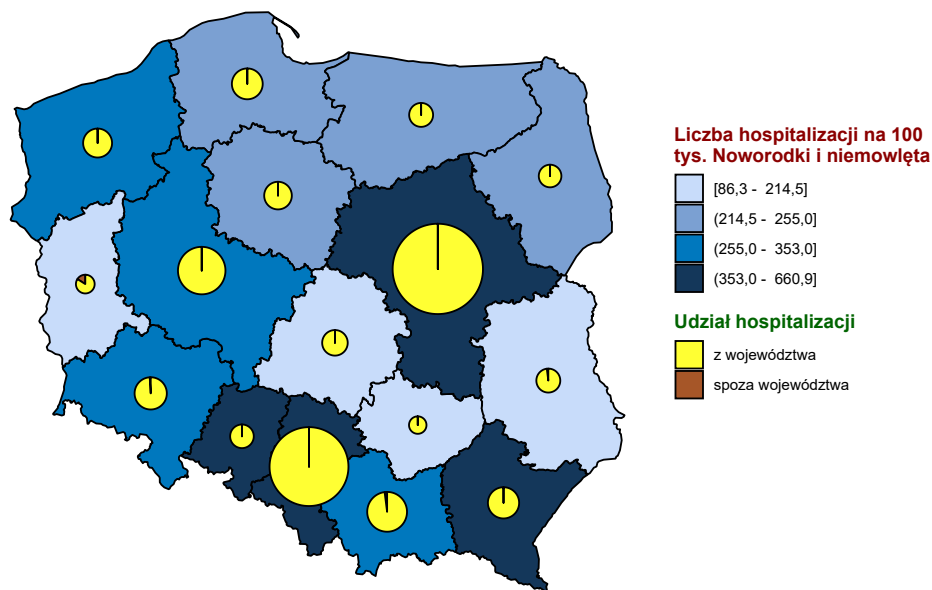 Liczba hospitalizacji na 100
tys. Noworodki i niemowlęta
[86,3 - 214,5]
(214,5 - 255,0]
(255,0 - 353,0]
(353,0 - 660,9]
Udział hospitalizacji
z województwa
spoza województwa